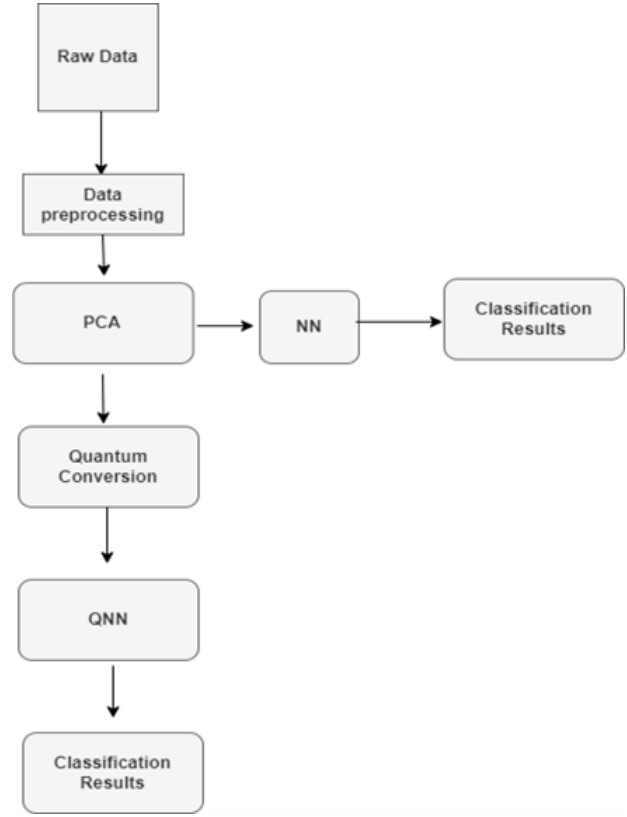 Raw Data
Data
preprocessing
PCA
NN
Classification
Results
Quantum
Conversion
QNN
Classification
Results